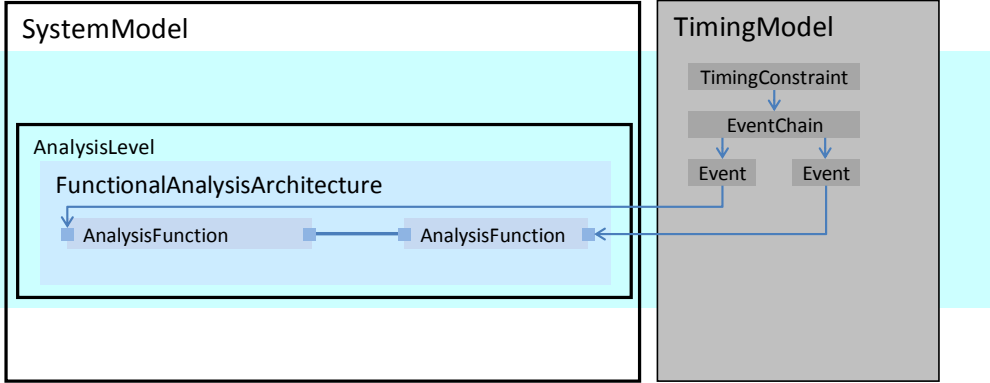 SystemModel
TimingModel
TimingConstraint
EventChain
Event
Event
AnalysisLevel
FunctionalAnalysisArchitecture
AnalysisFunction
AnalysisFunction